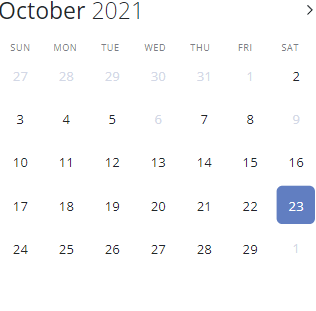 October 2021
SUN MON TUE WED THU FRI SAT
27 28 29 30 31 1 2
3 4 5 6 7 8 9
10 11 12 13 14 15 16
17 18 19 20 21 22 23
24 25 26 27 28 29 1